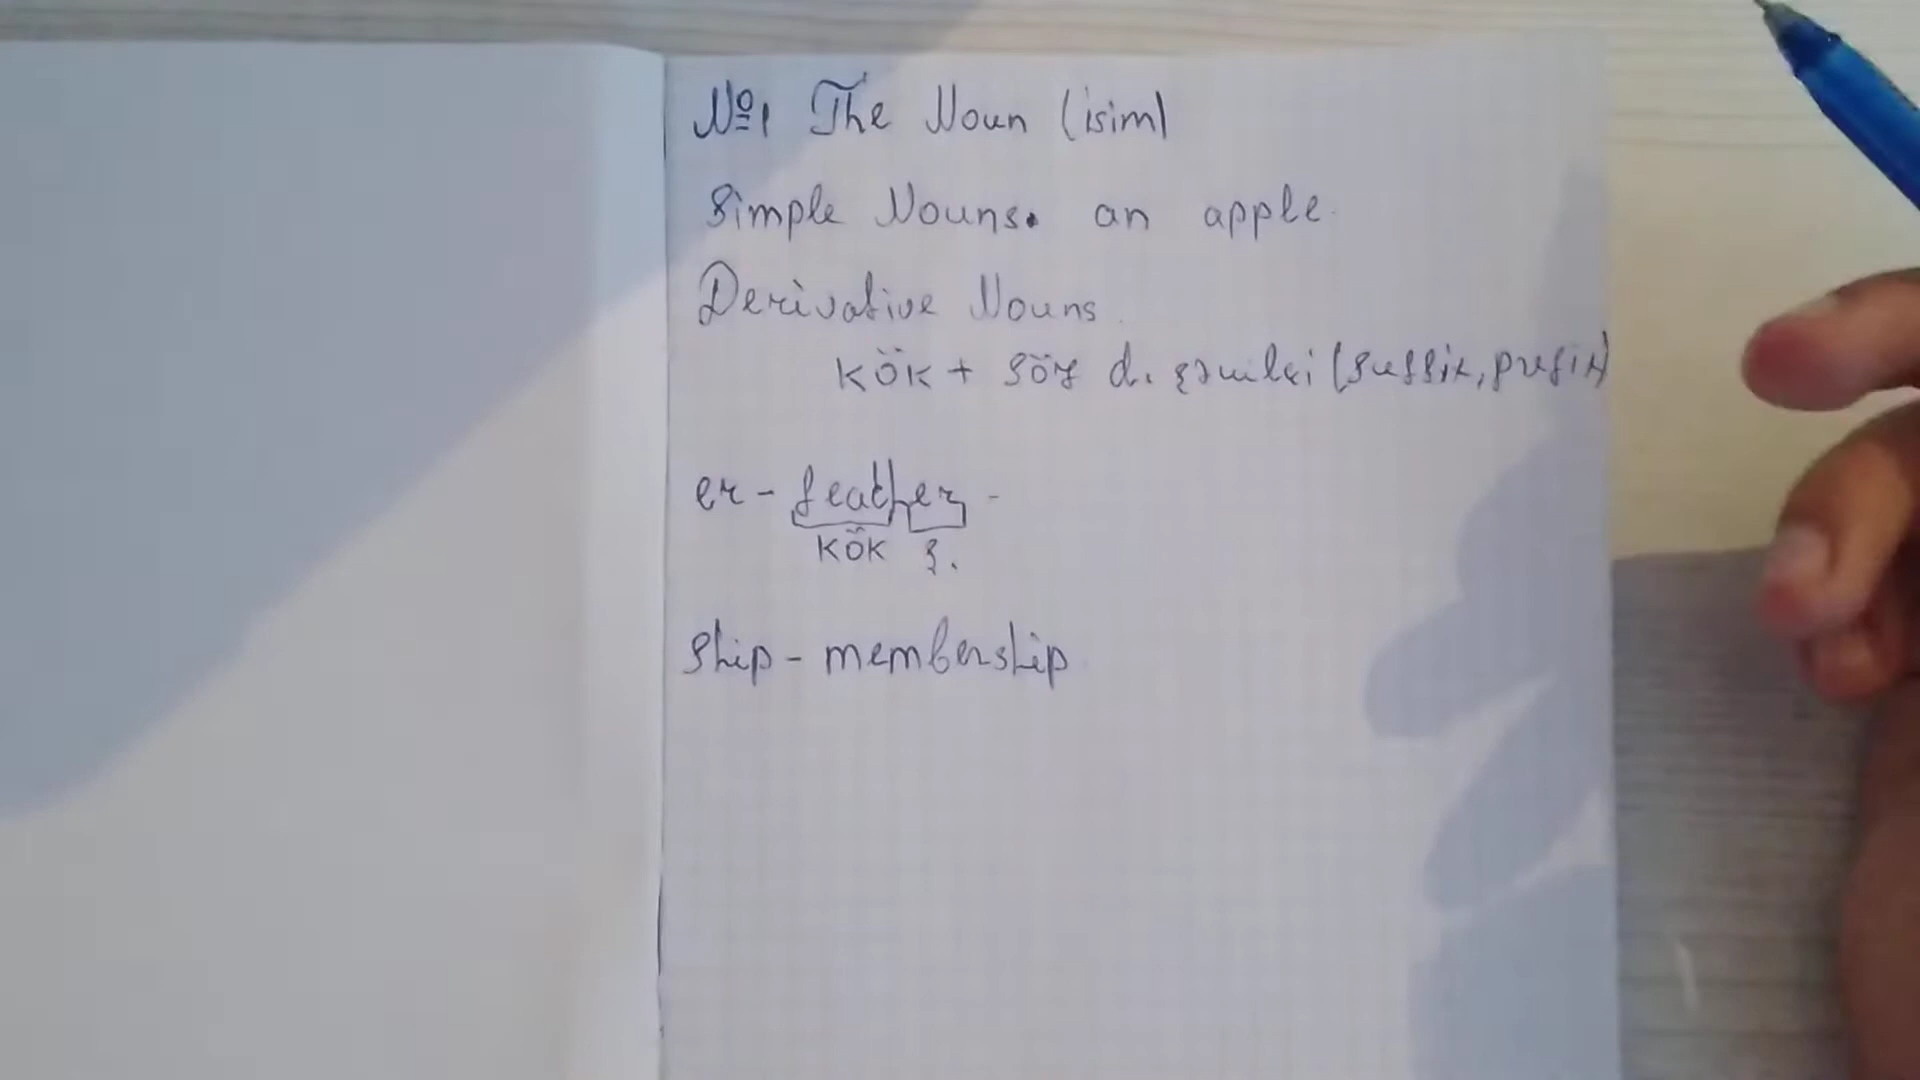 №1 The Noun (isim)
Simple Nouns. an apple.
Derivative Nouns.
kök + söz d. (suffix, prefix)
er - feather -
kök ş.
ship - membership